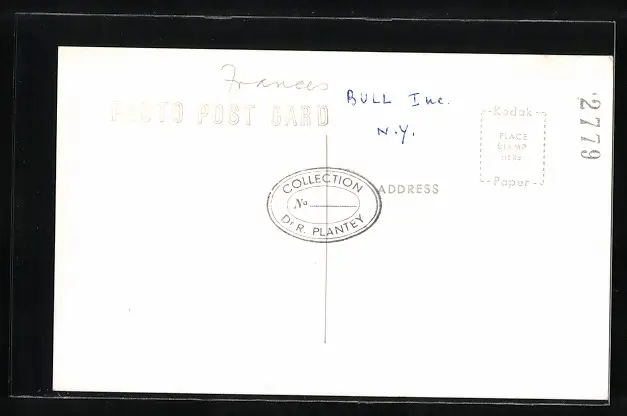 Frances
PHOTO POST CARD
BULL Inc.
N.Y.
Kodak
PLACE
STAMP
HERE
Paper
2779
ADDRESS
COLLECTION
No
Dr R. PLANTEY